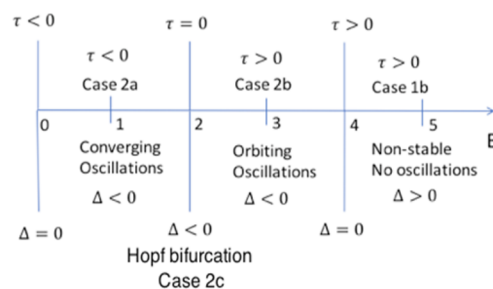 τ < 0 τ = 0 τ > 0
τ < 0 τ > 0 τ > 0
Case 2a Case 2b Case 1b
0 1 2 3 4 5
E
Converging Orbiting Non-stable
Oscillations Oscillations No oscillations
Δ < 0 Δ < 0 Δ > 0
Δ = 0 Δ < 0 Δ = 0
Hopf bifurcation
Case 2c